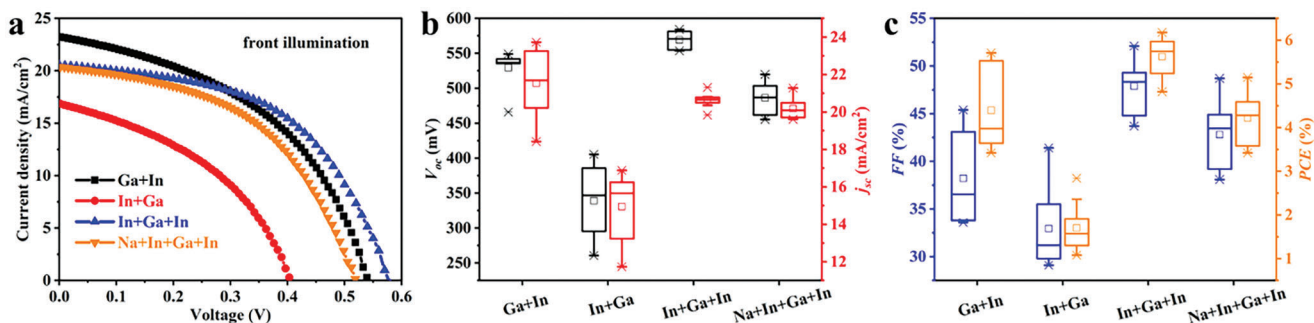 a
front illumination
Current density (mA/cm²)
25
20
15
10
5
0
Ga+In
In+Ga
In+Ga+In
Na+In+Ga+In
0.0 0.1 0.2 0.3 0.4 0.5 0.6
Voltage (V)
b
V_oc (mV)
600
550
500
450
400
350
300
250
j_sc (mA/cm²)
24
22
20
18
16
14
12
Ga+In In+Ga In+Ga+In Na+In+Ga+In
c
FF (%)
55
50
45
40
35
30
PCE (%)
6
5
4
3
2
1
Ga+In In+Ga In+Ga+In Na+In+Ga+In